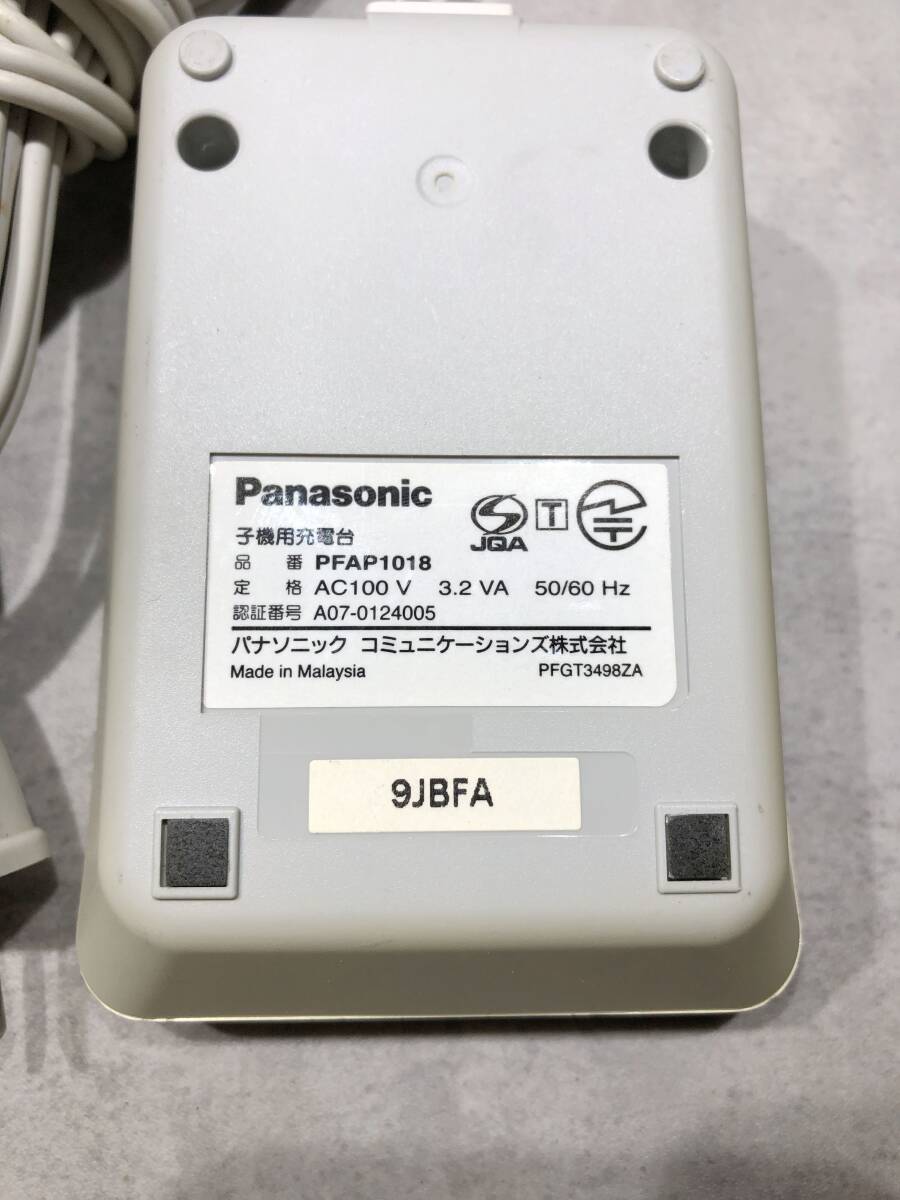 Panasonic
子機用充電台
JQA T
品番 PFAP1018
定格 AC100 V 3.2 VA 50/60 Hz
認証番号 A07-0124005
パナソニック コミュニケーションズ株式会社
Made in Malaysia PFGT3498ZA
9JBFA